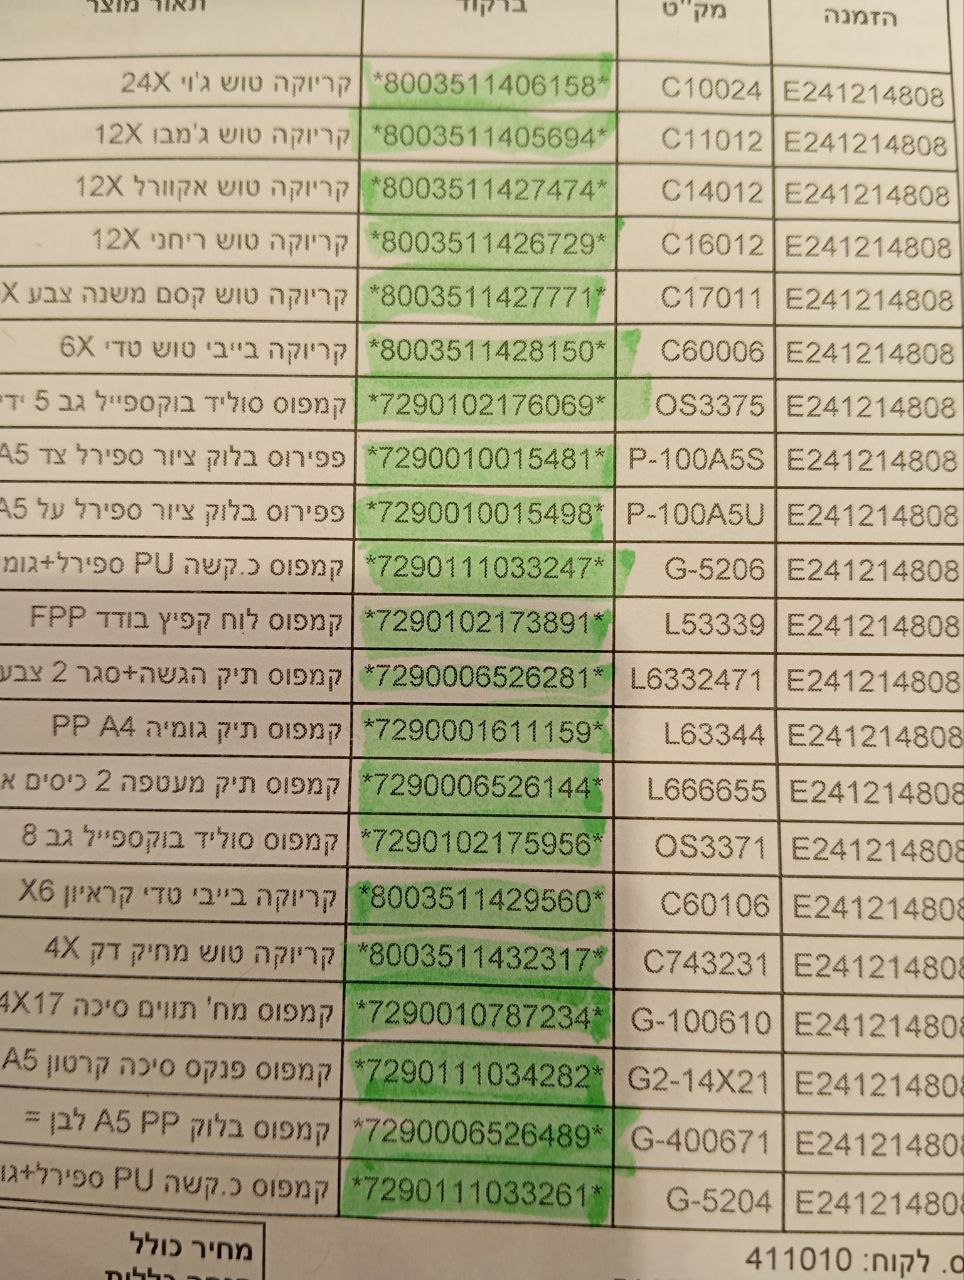 הזמנה מק"ט ברקוד תאור מוצר
E241214808 C10024 *8003511406158* קריוקה טוש ג'וי 24X
E241214808 C11012 *8003511405694* קריוקה טוש ג'מבו 12X
E241214808 C14012 *8003511427474* קריוקה טוש אקוורל 12X
E241214808 C16012 *8003511426729* קריוקה טוש ריחני 12X
E241214808 C17011 *8003511427771* קריוקה טוש קסם משנה צבע X
E241214808 C60006 *8003511428150* קריוקה בייבי טוש טדי 6X
E241214808 OS3375 *7290102176069* קמפוס סוליד בוקספייל גב 5 ידי
E241214808 P-100A5S *7290010015481* פפירוס בלוק ציור ספירל צד A5
E241214808 P-100A5U *7290010015498* פפירוס בלוק ציור ספירל על A5
E241214808 G-5206 *7290111033247* קמפוס כ.קשה PU ספירל+גומי
E241214808 L53339 *7290102173891* קמפוס לוח קפיץ בודד FPP
E241214808 L6332471 *7290006526281* קמפוס תיק הגשה+סגר 2 צבע
E241214808 L63344 *7290001611159* קמפוס תיק גומיה PP A4
E241214808 L666655 *7290006526144* קמפוס תיק מעטפה 2 כיסים א
E241214808 OS3371 *7290102175956* קמפוס סוליד בוקספייל גב 8
E241214808 C60106 *8003511429560* קריוקה בייבי טדי קראיון X6
E241214808 C743231 *8003511432317* קריוקה טוש מחיק דק 4X
E241214808 G-100610 *7290010787234* קמפוס מח' תווים סיכה 4X17
E241214808 G2-14X21 *7290111034282* קמפוס פנקס סיכה קרטון A5
E241214808 G-400671 *7290006526489* קמפוס בלוק A5 PP לבן =
E241214808 G-5204 *7290111033261* קמפוס כ.קשה PU ספירל+גו
ס. לקוח: 411010
מחיר כולל